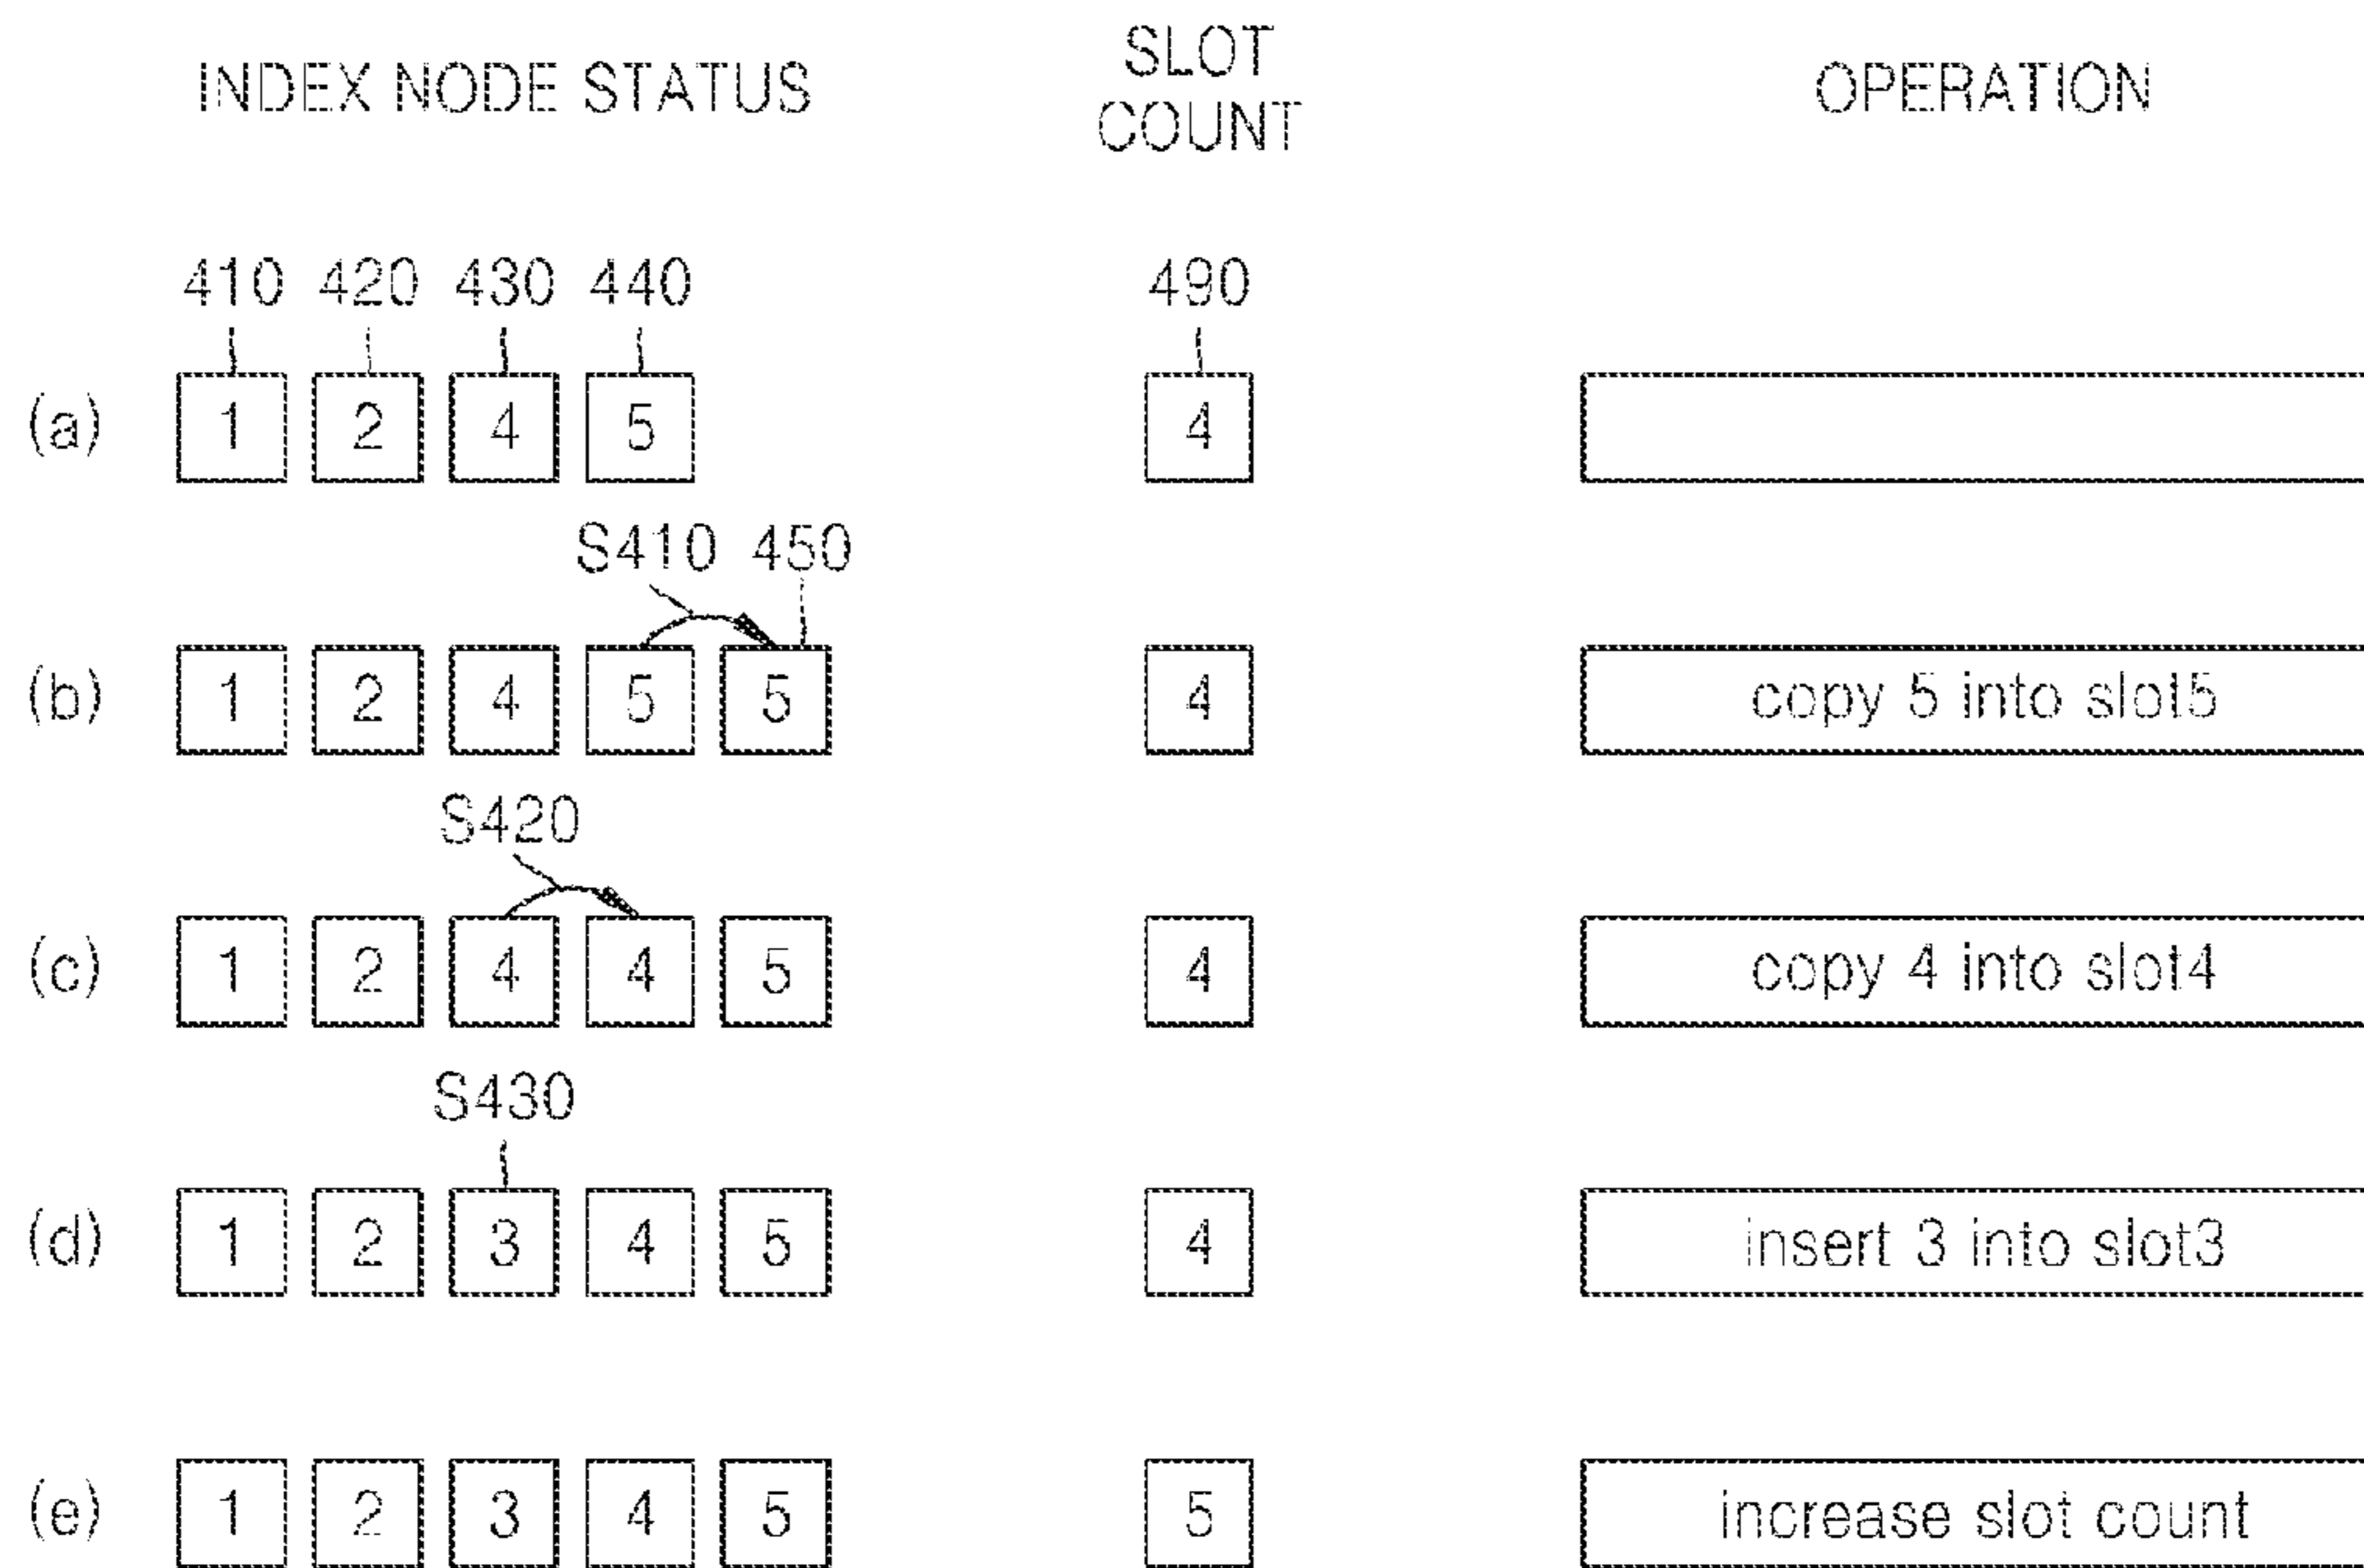 INDEX NODE STATUS
SLOT
COUNT
OPERATION
410 420 430 440
490
(a) 1 2 4 5 4
S410 450
(b) 1 2 4 5 5 4 copy 5 into slot5
S420
(c) 1 2 4 4 5 4 copy 4 into slot4
S430
(d) 1 2 3 4 5 4 insert 3 into slot3
(e) 1 2 3 4 5 5 increase slot count